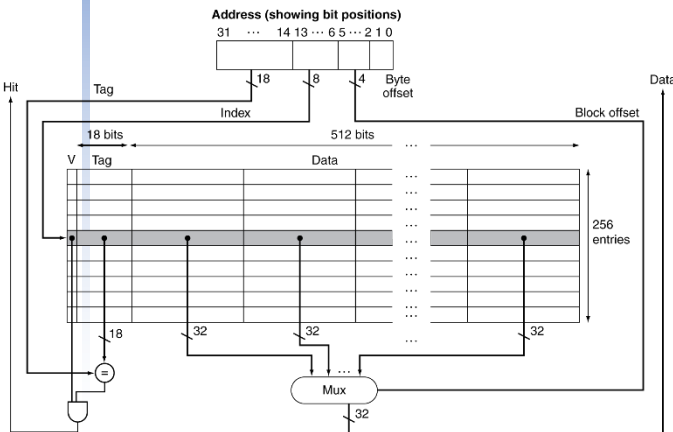 Address (showing bit positions)
31 ··· 14 13 ··· 6 5 ··· 2 1 0
18 8 4 Byte
offset
Hit
Data
Tag
Index
Block offset
18 bits
512 bits
···
V Tag
Data
···
···
···
···
···
···
···
···
···
···
256
entries
18 32 32 ··· 32
=
···
Mux
32